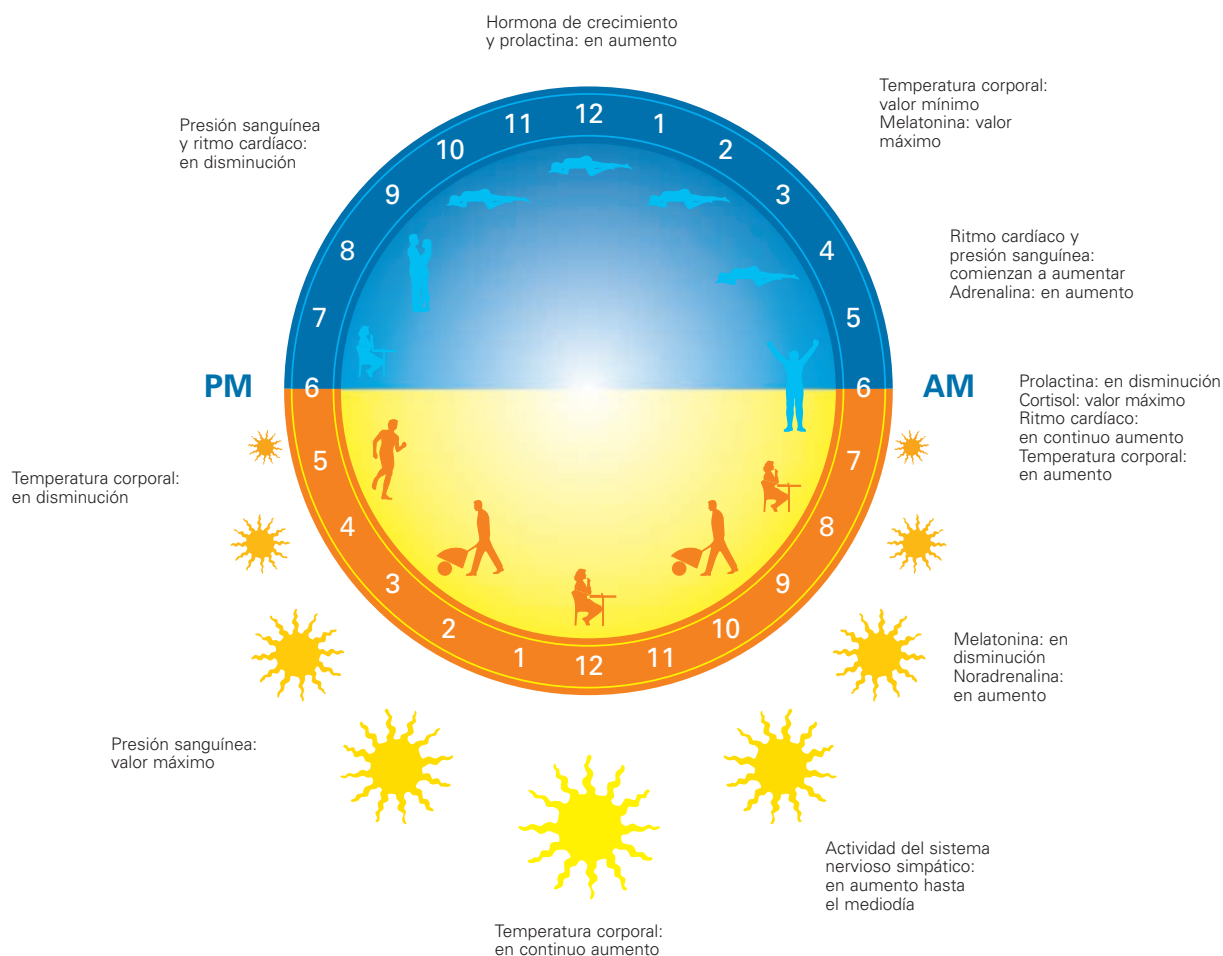 Hormona de crecimiento
y prolactina: en aumento
Temperatura corporal:
valor mínimo
Melatonina: valor
máximo
Presión sanguínea
y ritmo cardíaco:
en disminución
Ritmo cardíaco y
presión sanguínea:
comienzan a aumentar
Adrenalina: en aumento
12
1
2
3
4
5
6
7
8
9
10
11
12
1
2
3
4
5
6
7
8
9
10
11
PM
AM
Prolactina: en disminución
Cortisol: valor máximo
Ritmo cardíaco:
en continuo aumento
Temperatura corporal:
en aumento
Temperatura corporal:
en disminución
Melatonina: en
disminución
Noradrenalina:
en aumento
Presión sanguínea:
valor máximo
Actividad del sistema
nervioso simpático:
en aumento hasta
el mediodía
Temperatura corporal:
en continuo aumento